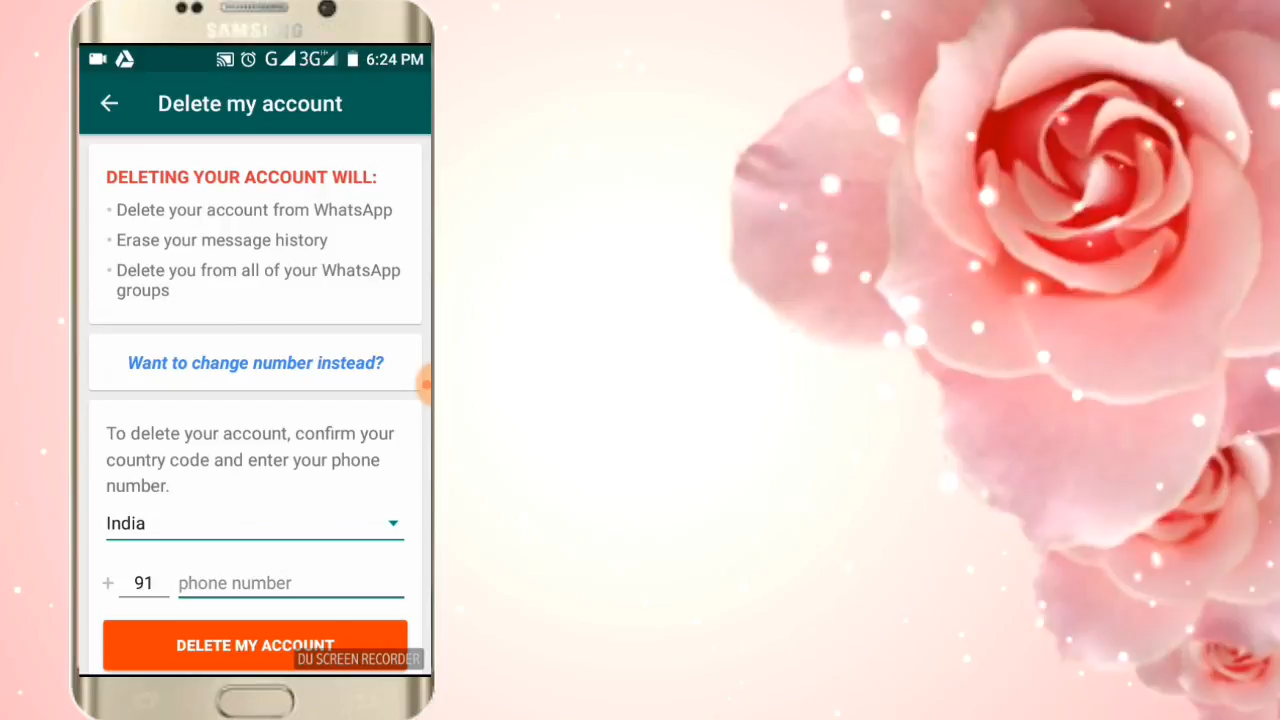 SAMSUNG
G 3G 6:24 PM
Delete my account
DELETING YOUR ACCOUNT WILL:
• Delete your account from WhatsApp
• Erase your message history
• Delete you from all of your WhatsApp
groups
Want to change number instead?
To delete your account, confirm your
country code and enter your phone
number.
India
+ 91 phone number
DELETE MY ACCOUNT
DU SCREEN RECORDER